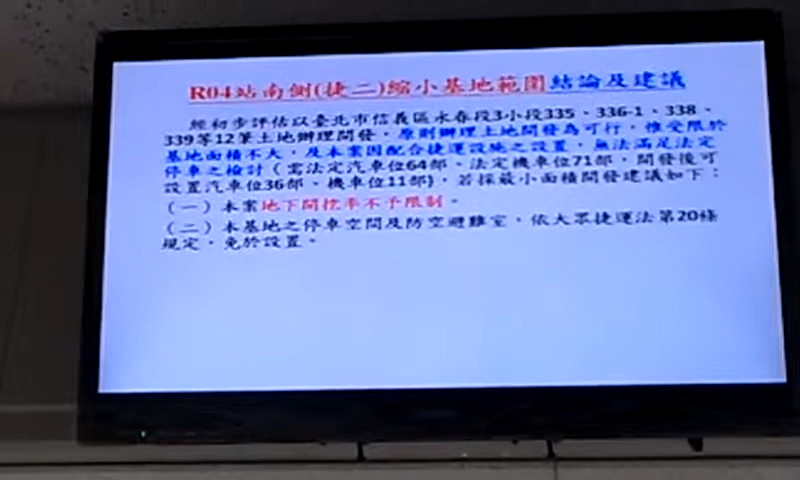 R04站南側(捷二)縮小基地範圍結論及建議
經初步評估以臺北市信義區永春段3小段335、336-1、338、
339等12筆土地辦理開發，原則辦理土地開發為可行，惟受限於
基地面積不大，及本案因配合捷運設施之設置，無法滿足法定
停車之檢討（需法定汽車位64部、法定機車位71部，開發後可
設置汽車位36部、機車位11部），若採最小面積開發建議如下：
（一）本案地下開挖率不予限制。
（二）本基地之停車空間及防空避難室，依大眾捷運法第20條
規定，免於設置。